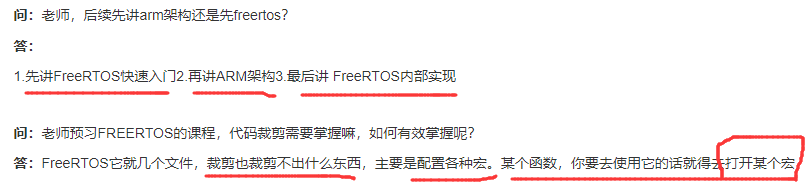 问：老师，后续先讲arm架构还是先freertos？
答：
1.先讲FreeRTOS快速入门2.再讲ARM架构3.最后讲 FreeRTOS内部实现
问：老师预习FREERTOS的课程，代码裁剪需要掌握嘛，如何有效掌握呢？
答：FreeRTOS它就几个文件，裁剪也裁剪不出什么东西，主要是配置各种宏。某个函数，你要去使用它的话就得去打开某个宏